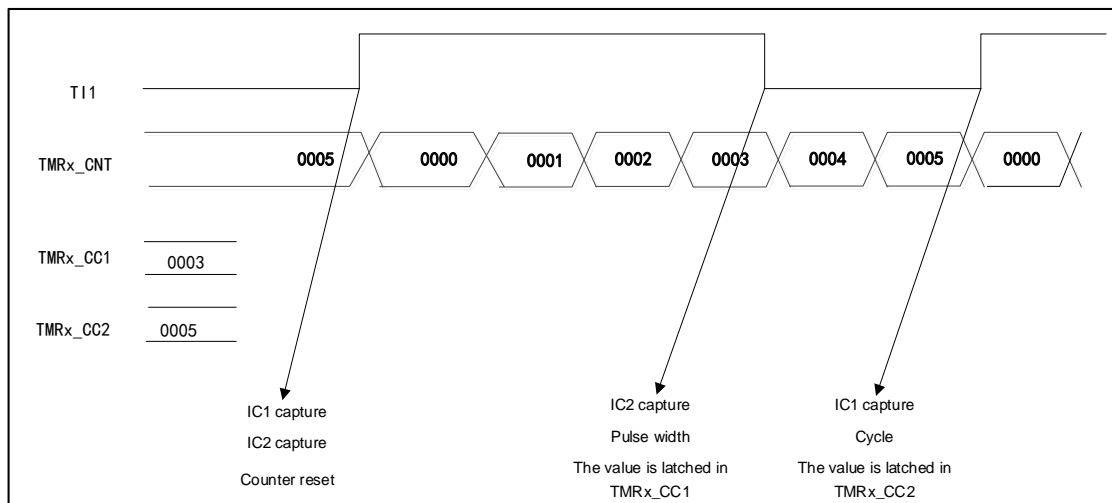 TI1
TMRx_CNT
0005 0000 0001 0002 0003 0004 0005 0000
TMRx_CC1
0003
TMRx_CC2
0005
IC1 capture
IC2 capture
Counter reset
IC2 capture
Pulse width
The value is latched in
TMRx_CC1
IC1 capture
Cycle
The value is latched in
TMRx_CC2